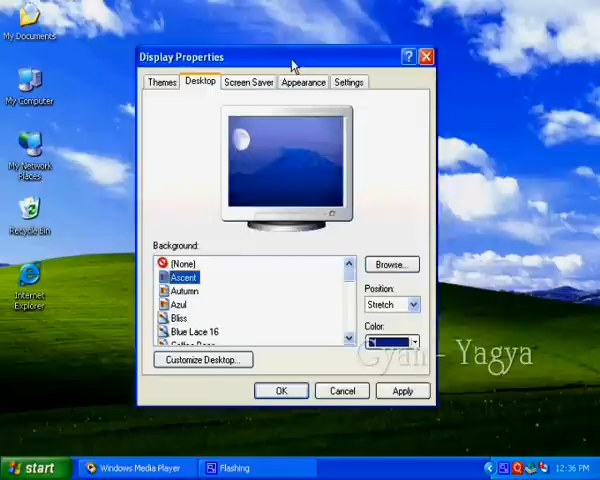 My Documents
My Computer
My Network
Places
Recycle Bin
Internet
Explorer
Display Properties
Themes
Desktop
Screen Saver
Appearance
Settings
Background:
(None)
Ascent
Autumn
Azul
Bliss
Blue Lace 16
Browse...
Position:
Stretch
Color:
Customize Desktop...
Gyan - Yagya
OK
Cancel
Apply
start
Windows Media Player
Flashing
12:36 PM